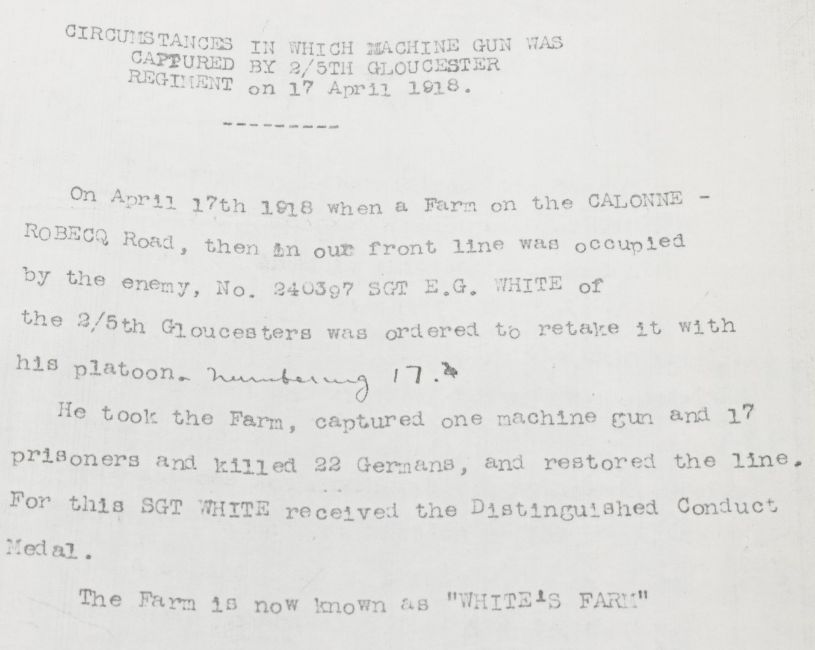 CIRCUMSTANCES IN WHICH MACHINE GUN WAS
CAPTURED BY 2/5TH GLOUCESTER
REGIMENT on 17 April 1918.
---------
On April 17th 1918 when a Farm on the CALONNE -
ROBECQ Road, then in our front line was occupied
by the enemy, No. 240397 SGT E.G. WHITE of
the 2/5th Gloucesters was ordered to retake it with
his platoon. numbering 17.
He took the Farm, captured one machine gun and 17
prisoners and killed 22 Germans, and restored the line.
For this SGT WHITE received the Distinguished Conduct
Medal.
The Farm is now known as "WHITE'S FARM"